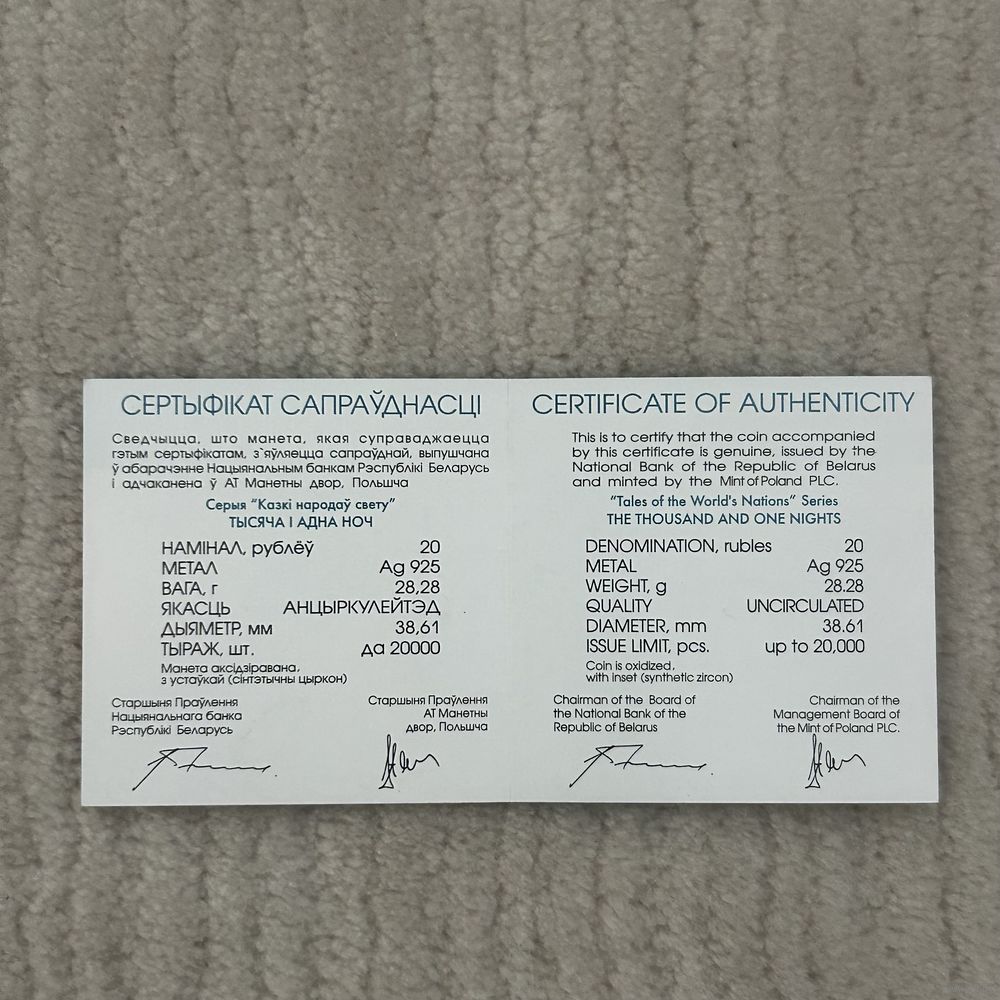 СЕРТЫФІКАТ САПРАЎДНАСЦІ
Сведчыцца, што манета, якая суправаджаецца
гэтым сертыфікатам, з`яўляецца сапраўднай, выпушчана
ў абарачэнне Нацыянальным банкам Рэспублікі Беларусь
і адчаканена ў АТ Манетны двор, Польшча
Серыя "Казкі народаў свету"
ТЫСЯЧА І АДНА НОЧ
НАМІНАЛ, рублёў 20
МЕТАЛ Ag 925
ВАГА, г 28,28
ЯКАСЦЬ АНЦЫРКУЛЕЙТЭД
ДЫЯМЕТР, мм 38,61
ТЫРАЖ, шт. да 20000
Манета аксідзіравана,
з устаўкай (сінтэтычны цыркон)
Старшыня Праўлення
Нацыянальнага банка
Рэспублікі Беларусь
Старшыня Праўлення
АТ Манетны
двор, Польшча
CERTIFICATE OF AUTHENTICITY
This is to certify that the coin accompanied
by this certificate is genuine, issued by the
National Bank of the Republic of Belarus
and minted by the Mint of Poland PLC.
"Tales of the World's Nations" Series
THE THOUSAND AND ONE NIGHTS
DENOMINATION, rubles 20
METAL Ag 925
WEIGHT, g 28.28
QUALITY UNCIRCULATED
DIAMETER, mm 38.61
ISSUE LIMIT, pcs. up to 20,000
Coin is oxidized,
with inset (synthetic zircon)
Chairman of the Board of
the National Bank of the
Republic of Belarus
Chairman of the
Management Board of
the Mint of Poland PLC.